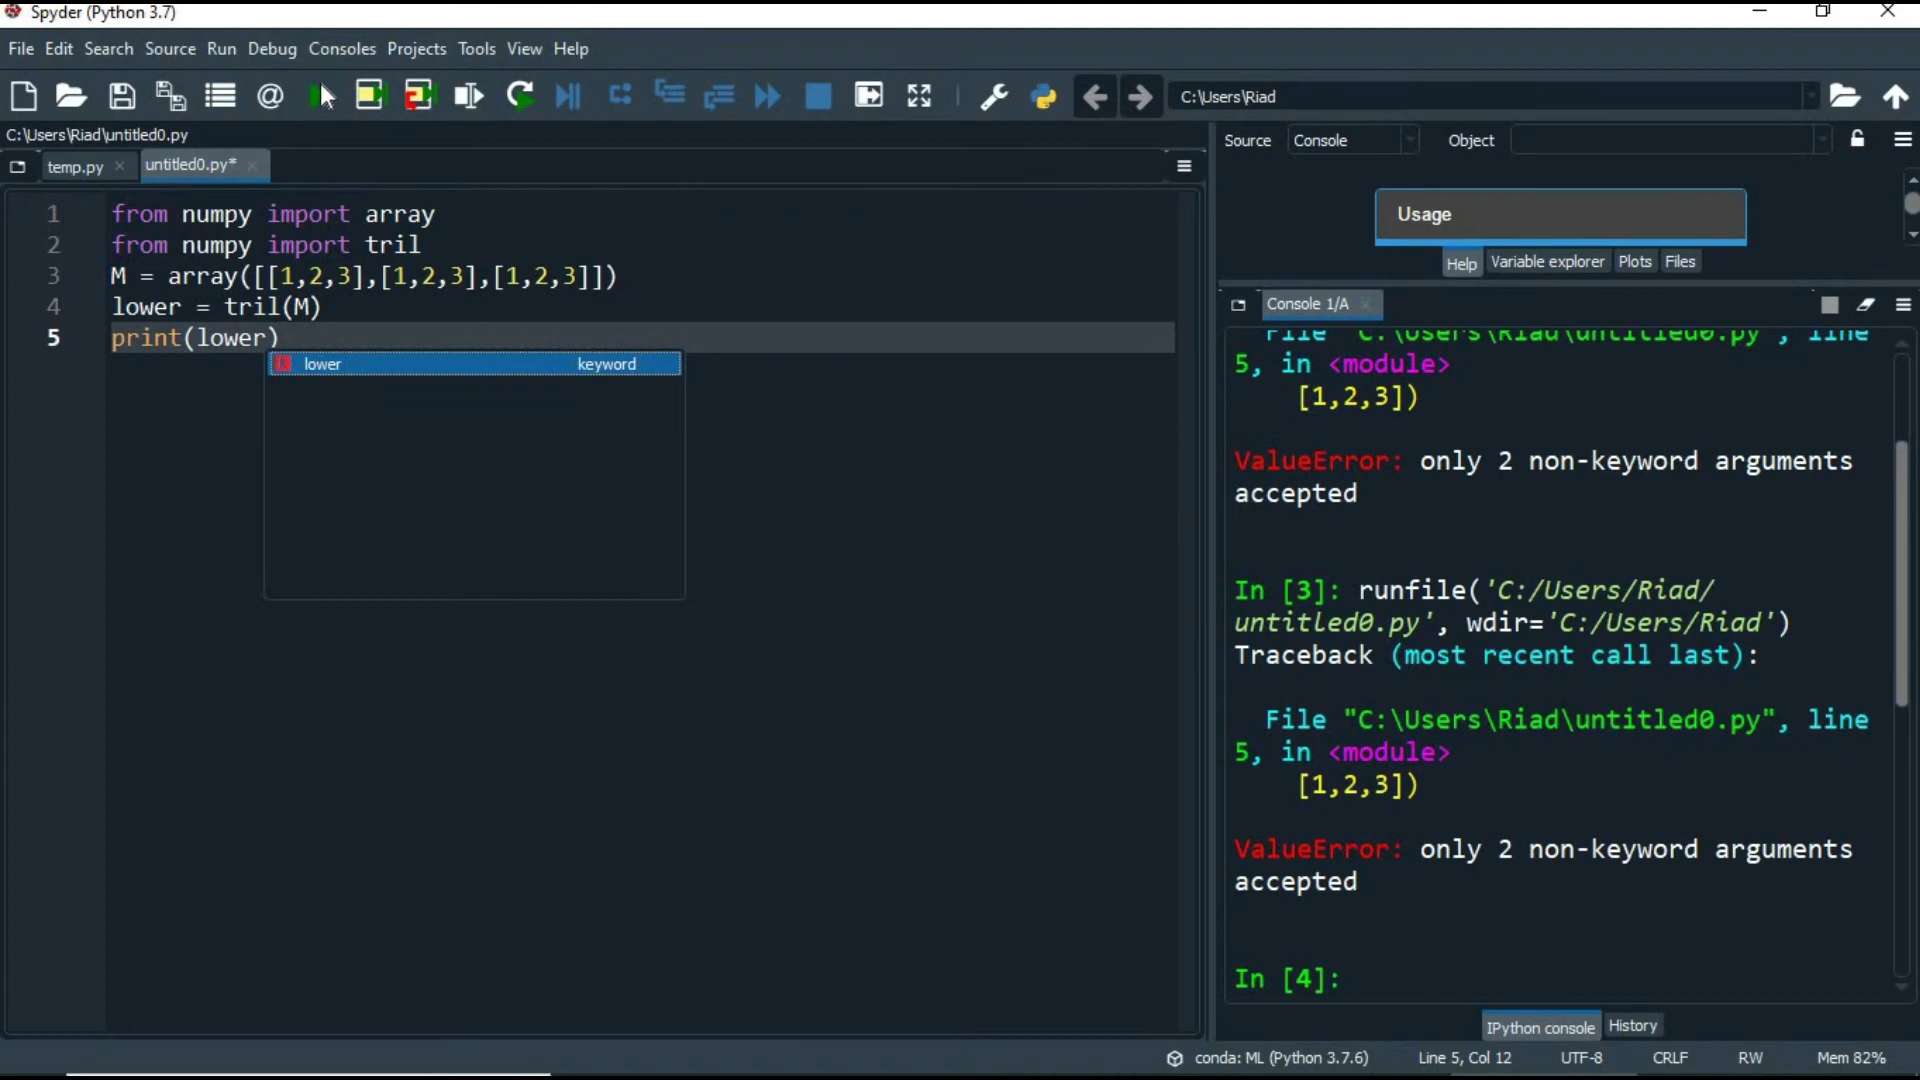 Spyder (Python 3.7)
File Edit Search Source Run Debug Consoles Projects Tools View Help
C:\Users\Riad
C:\Users\Riad\untitled0.py
temp.py
untitled0.py*
1 from numpy import array
2 from numpy import tril
3 M = array([[1,2,3],[1,2,3],[1,2,3]])
4 lower = tril(M)
5 print(lower)
lower keyword
Source Console Object
Usage
Help Variable explorer Plots Files
Console 1/A
File "C:\Users\Riad\untitled0.py", line
5, in <module>
[1,2,3])
ValueError: only 2 non-keyword arguments
accepted
In [3]: runfile('C:/Users/Riad/
untitled0.py', wdir='C:/Users/Riad')
Traceback (most recent call last):
File "C:\Users\Riad\untitled0.py", line
5, in <module>
[1,2,3])
ValueError: only 2 non-keyword arguments
accepted
In [4]:
IPython console History
conda: ML (Python 3.7.6) Line 5, Col 12 UTF-8 CRLF RW Mem 82%